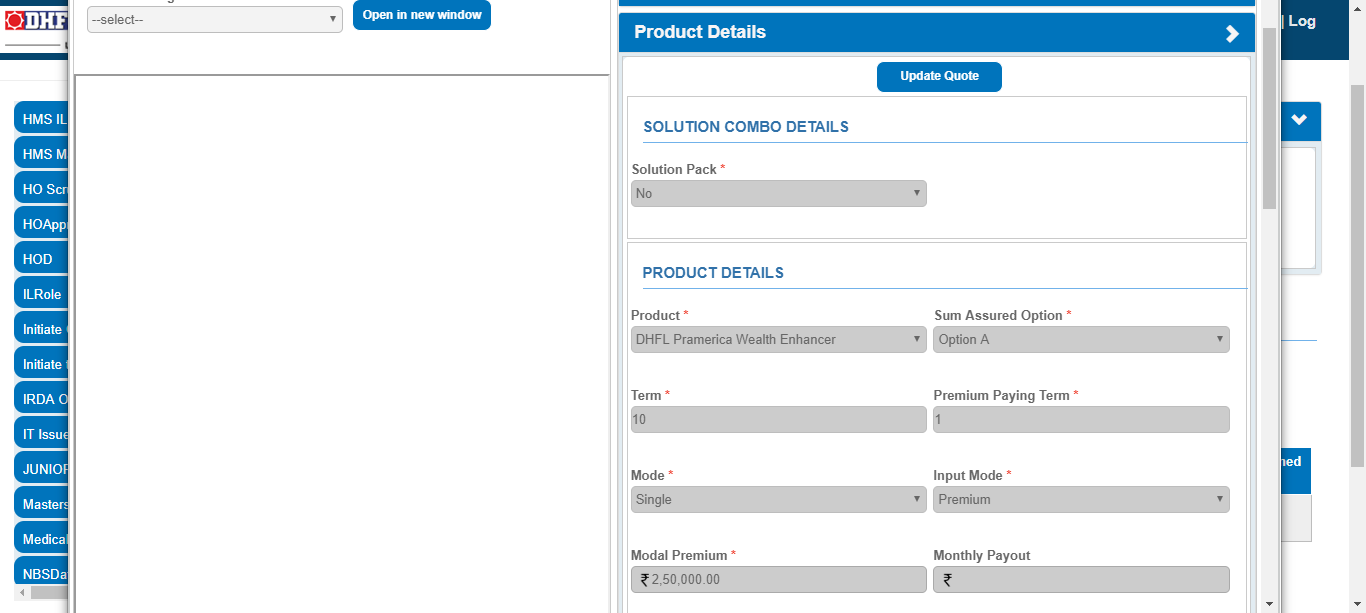 --select--
Open in new window
Product Details
Update Quote
SOLUTION COMBO DETAILS
Solution Pack *
No
PRODUCT DETAILS
Product *
Sum Assured Option *
DHFL Pramerica Wealth Enhancer
Option A
Term *
Premium Paying Term *
10
1
Mode *
Input Mode *
Single
Premium
Modal Premium *
Monthly Payout
₹ 2,50,000.00
₹
| Log
HMS IL
HMS M
HO Scr
HOApp
HOD
ILRole
Initiate
Initiate
IRDA O
IT Issue
JUNIOR
Masters
Medical
NBSDa